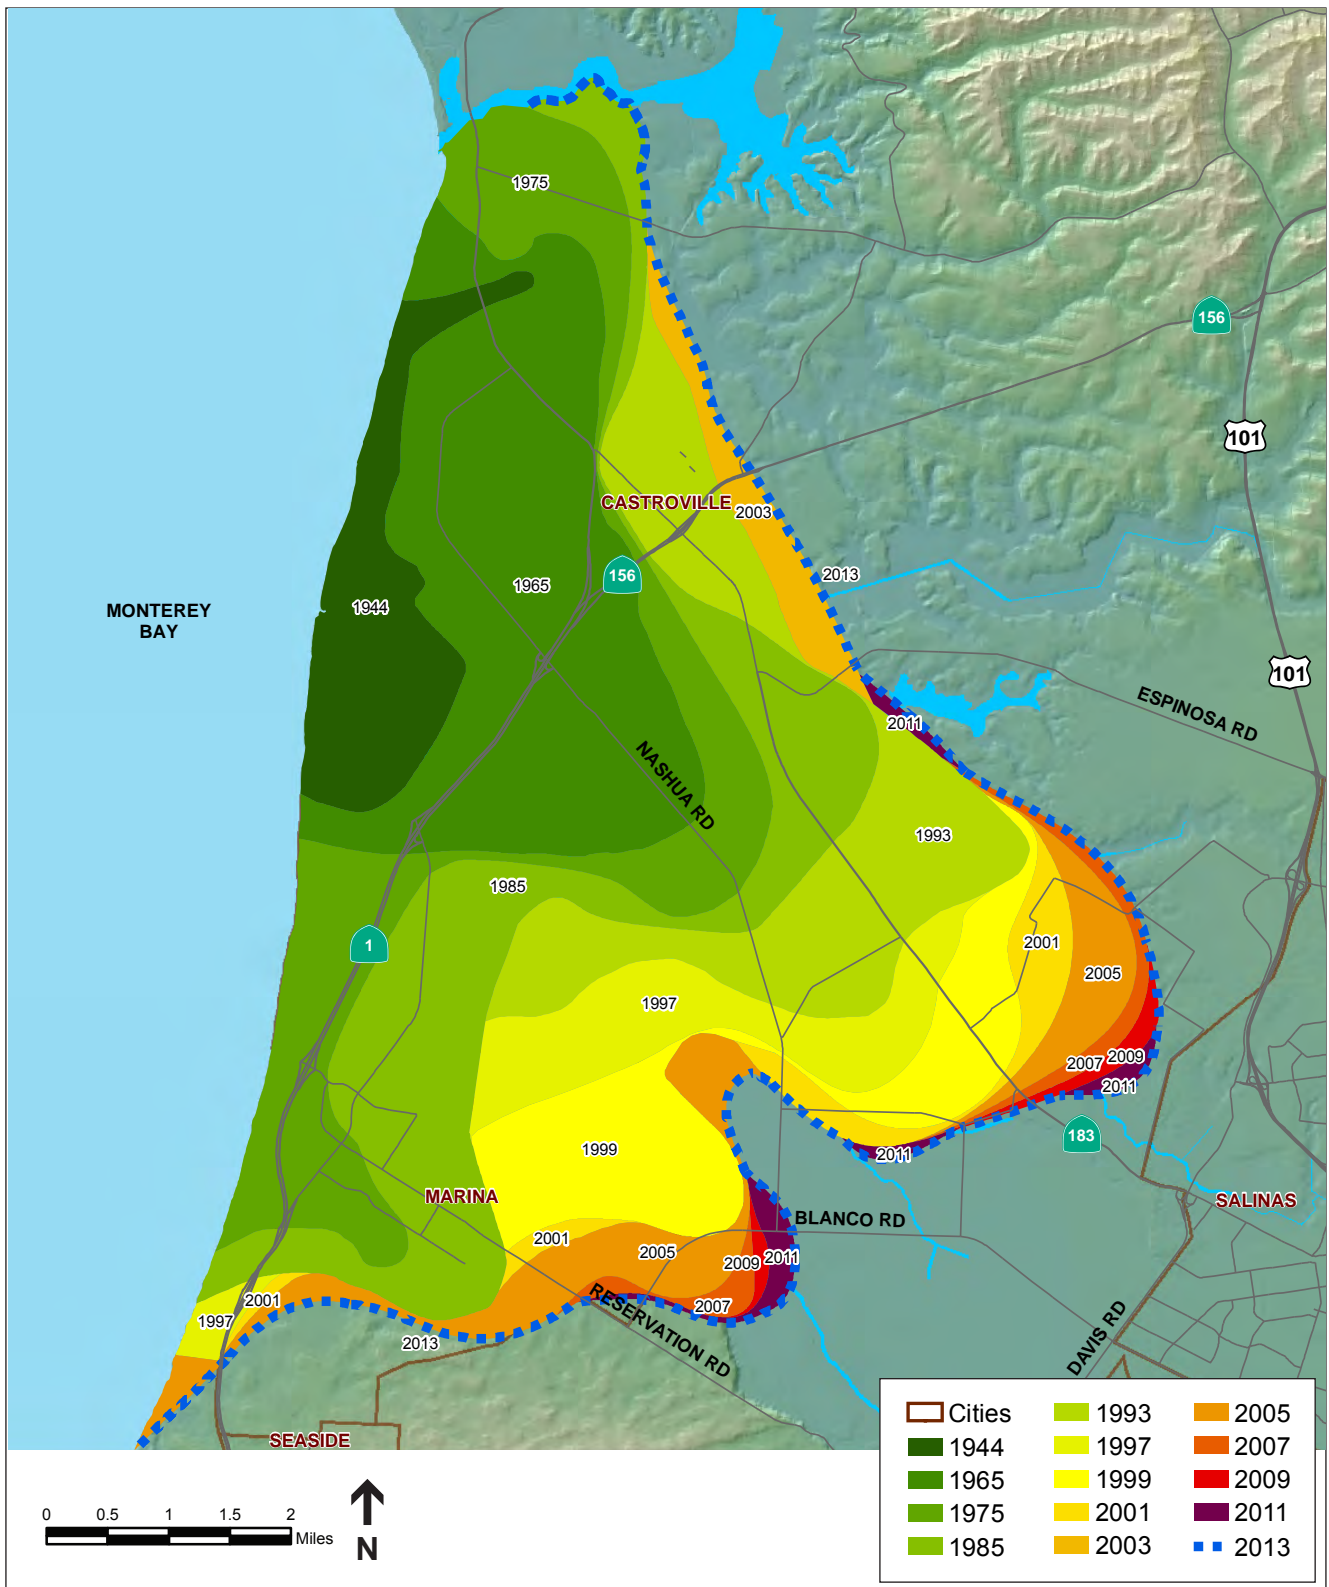 1975
156
101
CASTROVILLE
2003
2013
156
1965
1944
MONTEREY
BAY
101
ESPINOSA RD
2011
NASHUA RD
1993
1985
1
2001
2005
1997
2007
2009
2011
183
2011
1999
MARINA
SALINAS
BLANCO RD
2001
2005
2009
2011
2001
1997
2007
RESERVATION RD
2013
DAVIS RD
SEASIDE
Cities
1944
1965
1975
1985
1993
1997
1999
2001
2003
2005
2007
2009
2011
2013
0 0.5 1 1.5 2
Miles
N